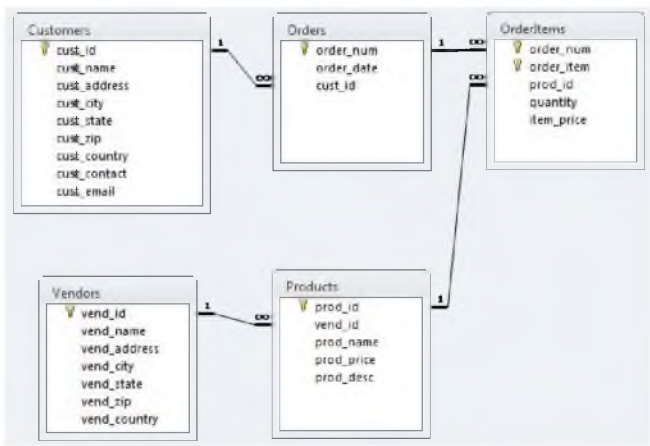 Customers
cust_id
cust_name
cust_address
cust_city
cust_state
cust_zip
cust_country
cust_contact
cust_email
1
∞
Orders
order_num
order_date
cust_id
1
∞
OrderItems
order_num
order_item
prod_id
quantity
item_price
∞
Vendors
vend_id
vend_name
vend_address
vend_city
vend_state
vend_zip
vend_country
1
∞
Products
prod_id
vend_id
prod_name
prod_price
prod_desc
1